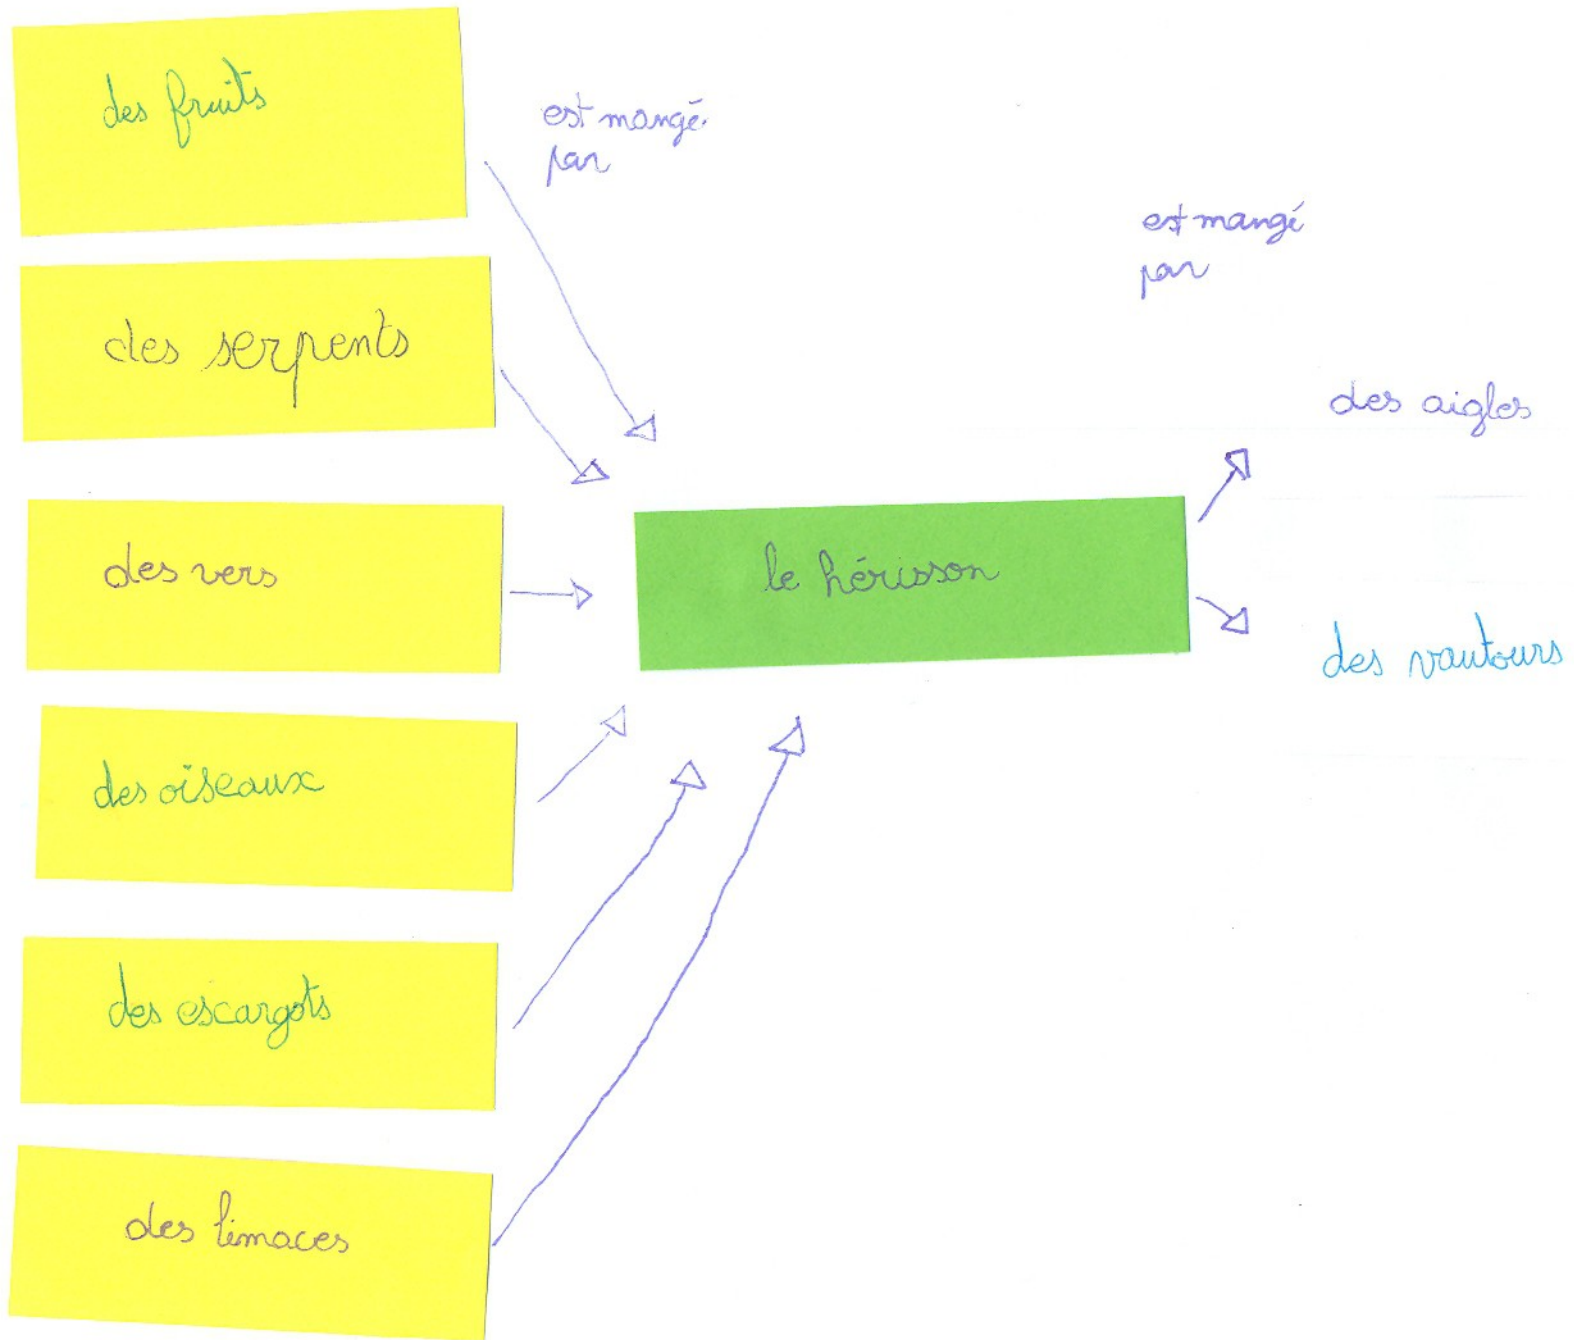 des fruits
est mangé
par
est mangé
par
des serpents
des aigles
des vers
le hérisson
des vautours
des oiseaux
des escargots
des limaces